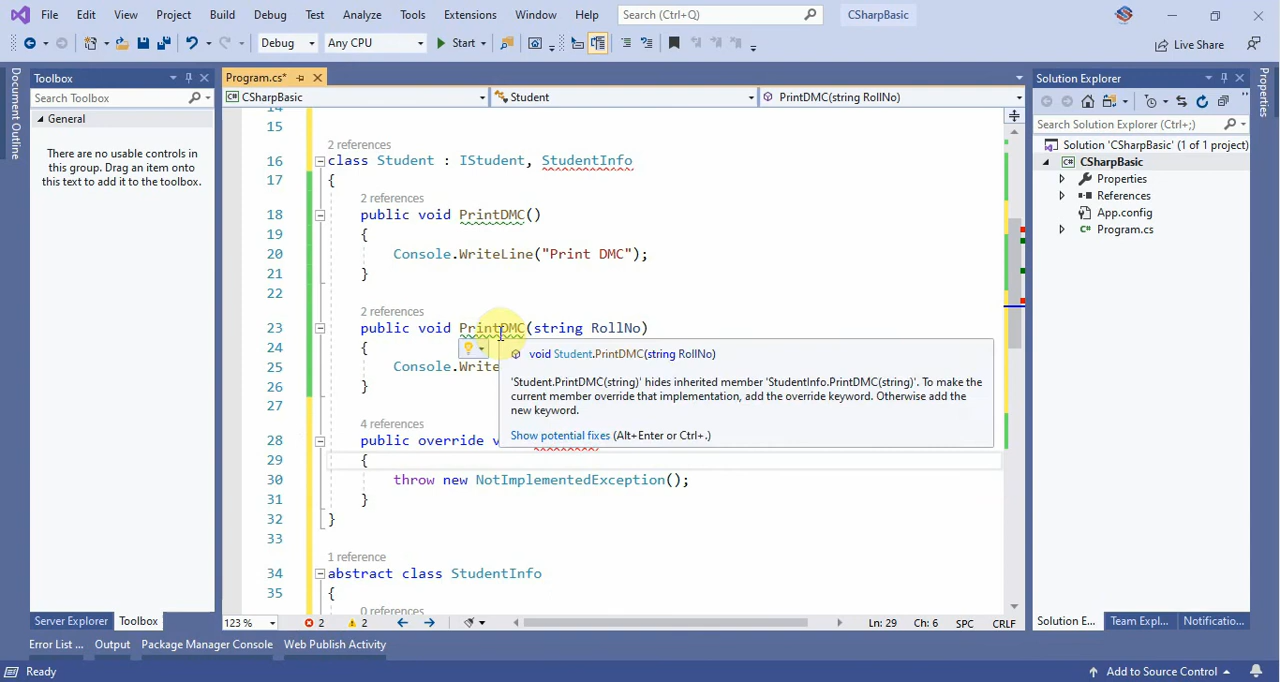 File Edit View Project Build Debug Test Analyze Tools Extensions Window Help Search (Ctrl+Q) CSharpBasic
Debug Any CPU Start Live Share
Document Outline
Toolbox
Search Toolbox
General
There are no usable controls in
this group. Drag an item onto
this text to add it to the toolbox.
Program.cs*
CSharpBasic Student PrintDMC(string RollNo)
14
15
2 references
16 class Student : IStudent, StudentInfo
17 {
2 references
18 public void PrintDMC()
19 {
20 Console.WriteLine("Print DMC");
21 }
22
2 references
23 public void PrintDMC(string RollNo)
24 {
void Student.PrintDMC(string RollNo)
'Student.PrintDMC(string)' hides inherited member 'StudentInfo.PrintDMC(string)'. To make the
current member override that implementation, add the override keyword. Otherwise add the
new keyword.
Show potential fixes (Alt+Enter or Ctrl+.)
25 Console.Write
26 }
27
4 references
28 public override v
29 {
30 throw new NotImplementedException();
31 }
32 }
33
1 reference
34 abstract class StudentInfo
35 {
0 references
123 % 2 2 Ln: 29 Ch: 6 SPC CRLF
Solution Explorer
Search Solution Explorer (Ctrl+;)
Solution 'CSharpBasic' (1 of 1 project)
CSharpBasic
Properties
References
App.config
Program.cs
Properties
Server Explorer Toolbox
Solution E... Team Expl... Notificatio...
Error List ... Output Package Manager Console Web Publish Activity
Ready Add to Source Control